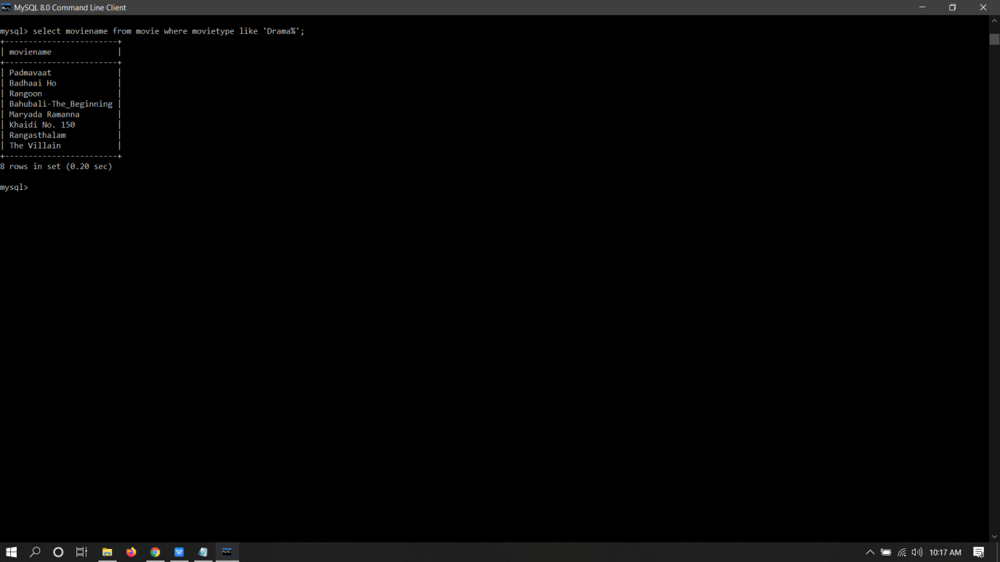 MySQL 8.0 Command Line Client
mysql> select moviename from movie where movietype like 'Drama%';
+------------------------+
| moviename              |
+------------------------+
| Padmavaat              |
| Badhaai Ho             |
| Rangoon                |
| Bahubali-The_Beginning |
| Maryada Ramanna        |
| Khaidi No. 150         |
| Rangasthalam           |
| The Villain            |
+------------------------+
8 rows in set (0.20 sec)
mysql>
10:17 AM